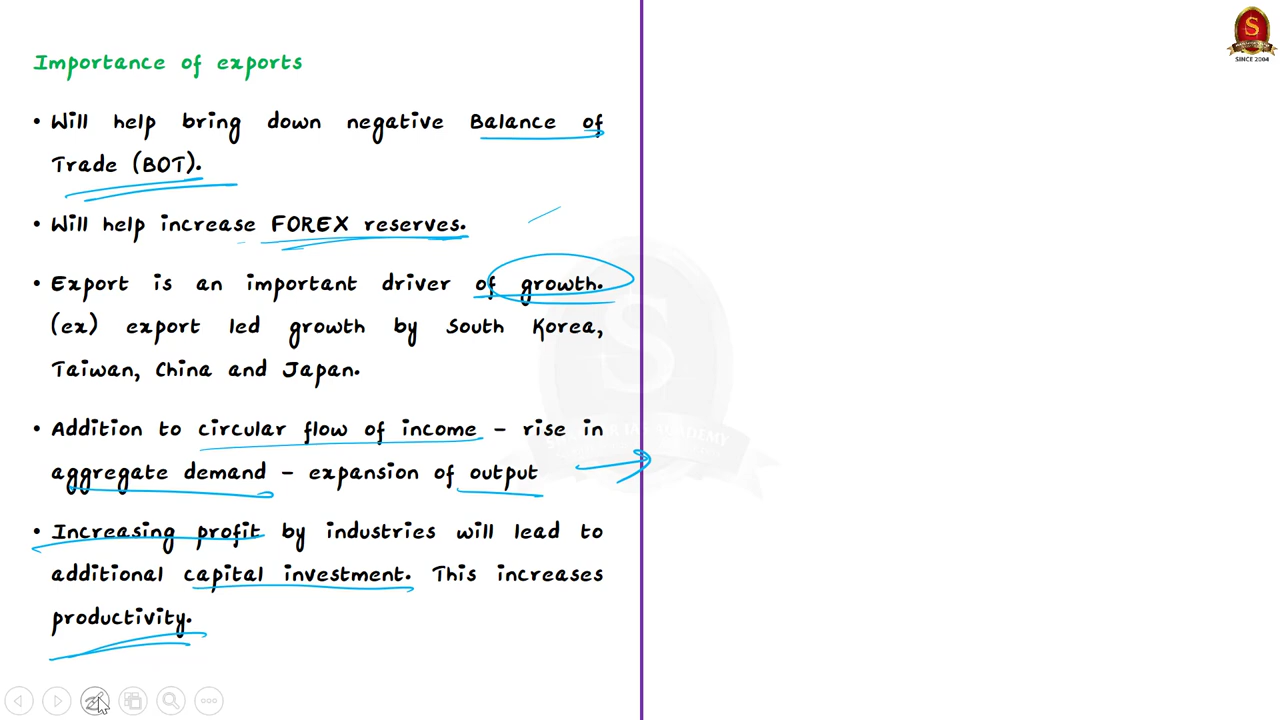 Importance of exports
• Will help bring down negative Balance of
Trade (BOT).
• Will help increase FOREX reserves.
• Export is an important driver of growth.
(ex) export led growth by South Korea,
Taiwan, China and Japan.
• Addition to circular flow of income – rise in
aggregate demand – expansion of output
• Increasing profit by industries will lead to
additional capital investment. This increases
productivity.
S
SINCE 2004